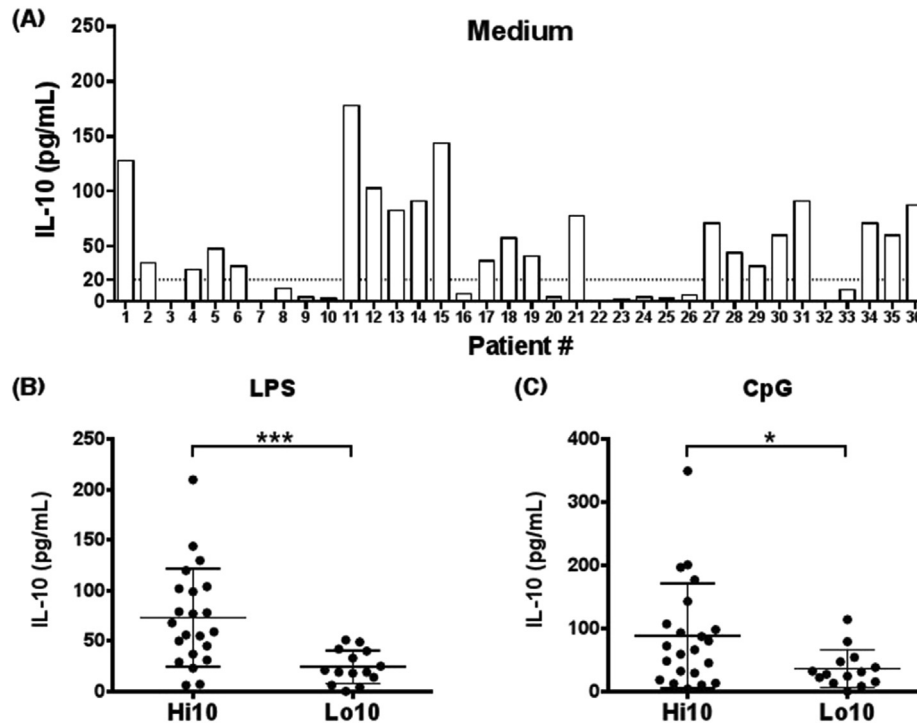 (A)
Medium
IL-10 (pg/mL)
250
200
150
100
50
20
0
1 2 3 4 5 6 7 8 9 10 11 12 13 14 15 16 17 18 19 20 21 22 23 24 25 26 27 28 29 30 31 32 33 34 35 36
Patient #
(B)
LPS
IL-10 (pg/mL)
250
200
150
100
50
0
***
Hi10 Lo10
(C)
CpG
IL-10 (pg/mL)
400
300
200
100
0
*
Hi10 Lo10